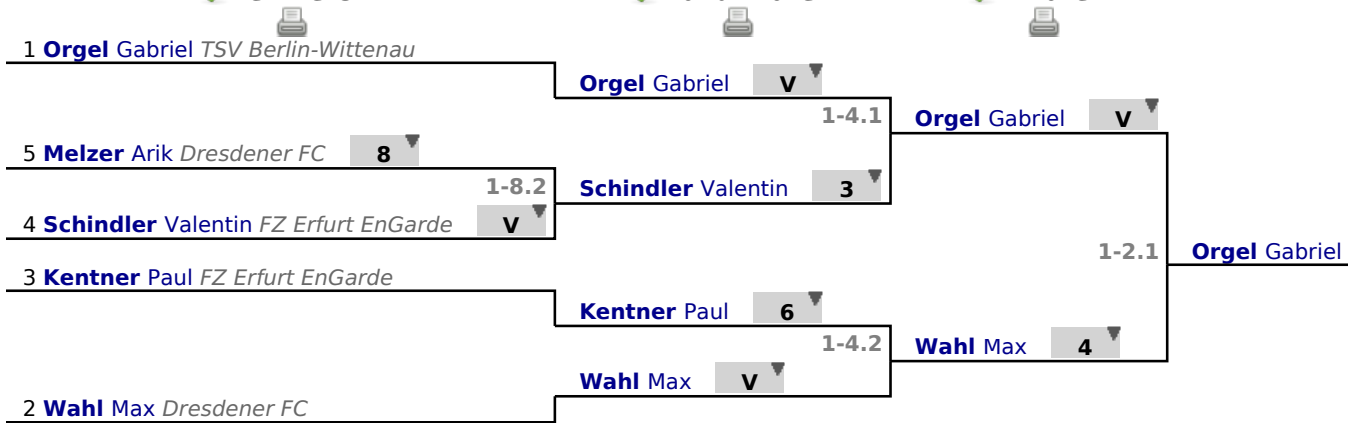 1 Orgel Gabriel TSV Berlin-Wittenau
Orgel Gabriel V
1-4.1 Orgel Gabriel V
5 Melzer Arik Dresdener FC 8
1-8.2 Schindler Valentin 3
4 Schindler Valentin FZ Erfurt EnGarde V
1-2.1 Orgel Gabriel
3 Kentner Paul FZ Erfurt EnGarde
Kentner Paul 6
1-4.2 Wahl Max 4
Wahl Max V
2 Wahl Max Dresdener FC